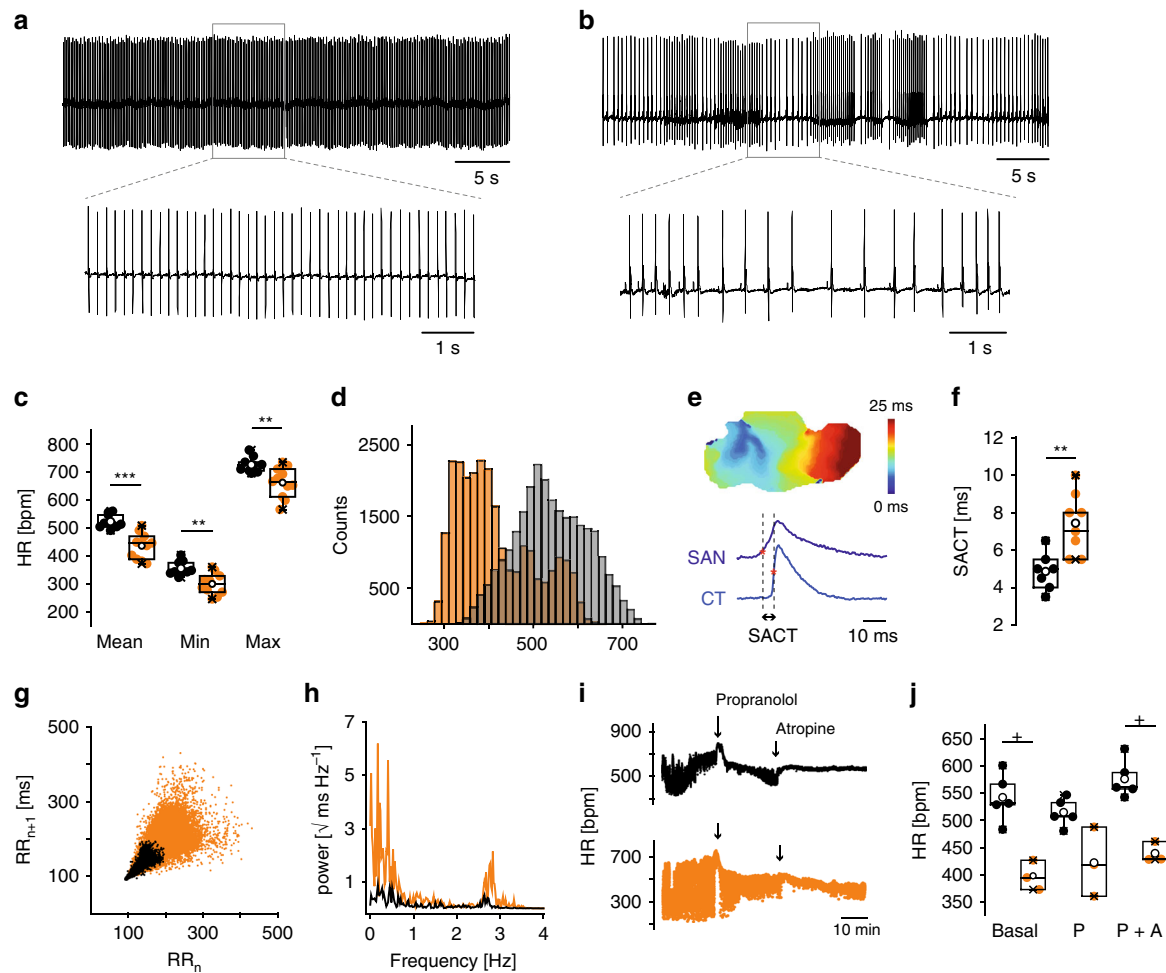 a
b
5 s
5 s
1 s
1 s
c
d
e
f
HR [bpm]
800
700
600
500
400
300
200
***
**
**
Mean
Min
Max
Counts
2500
1500
500
300
500
700
25 ms
0 ms
SAN
CT
SACT
10 ms
SACT [ms]
12
10
8
6
4
2
**
g
h
i
j
RRn+1 [ms]
500
300
100
100
300
500
RRn
power [√ms Hz⁻¹]
7
5
3
1
0
1
2
3
4
Frequency [Hz]
Propranolol
Atropine
HR [bpm]
900
500
700
300
10 min
HR [bpm]
650
600
550
500
450
400
350
+
+
Basal
P
P + A